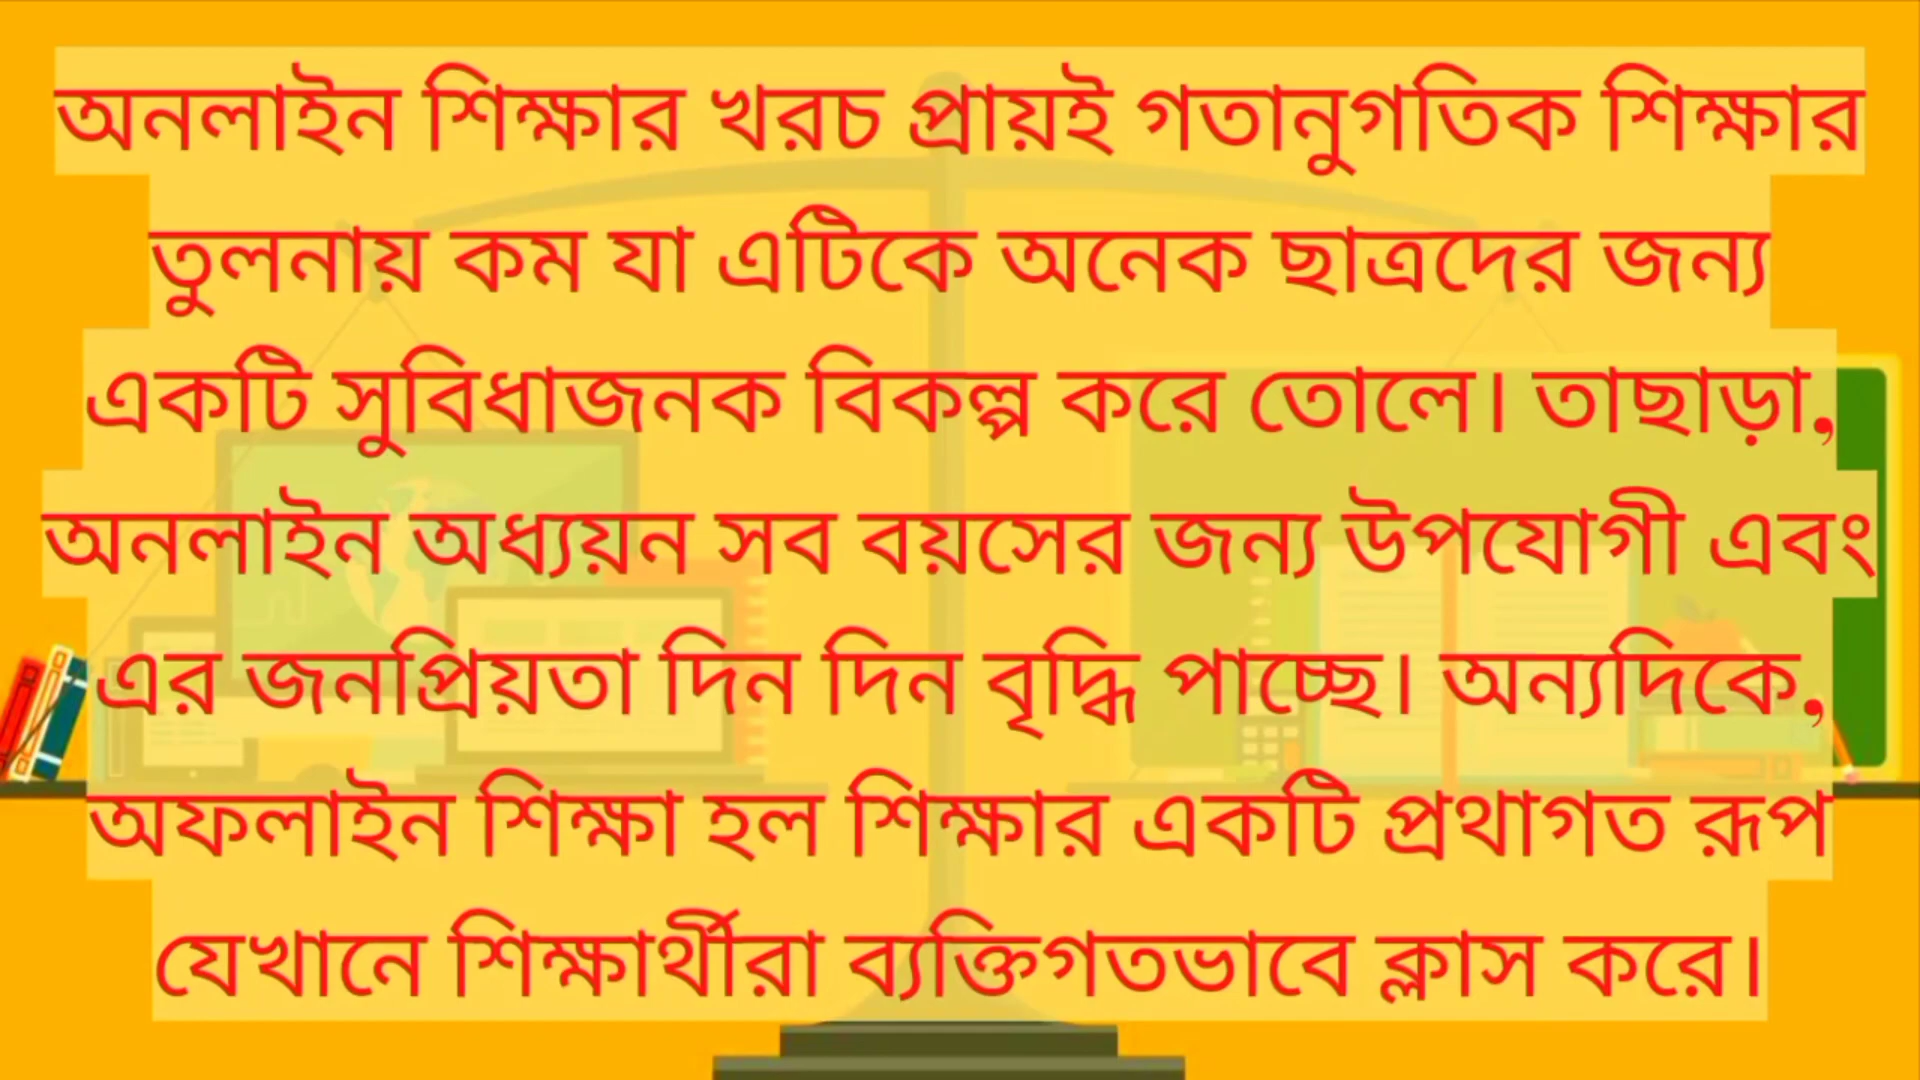 অনলাইন শিক্ষার খরচ প্রায়ই গতানুগতিক শিক্ষার
তুলনায় কম যা এটিকে অনেক ছাত্রদের জন্য
একটি সুবিধাজনক বিকল্প করে তোলে। তাছাড়া,
অনলাইন অধ্যয়ন সব বয়সের জন্য উপযোগী এবং
এর জনপ্রিয়তা দিন দিন বৃদ্ধি পাচ্ছে। অন্যদিকে,
অফলাইন শিক্ষা হল শিক্ষার একটি প্রথাগত রূপ
যেখানে শিক্ষার্থীরা ব্যক্তিগতভাবে ক্লাস করে।